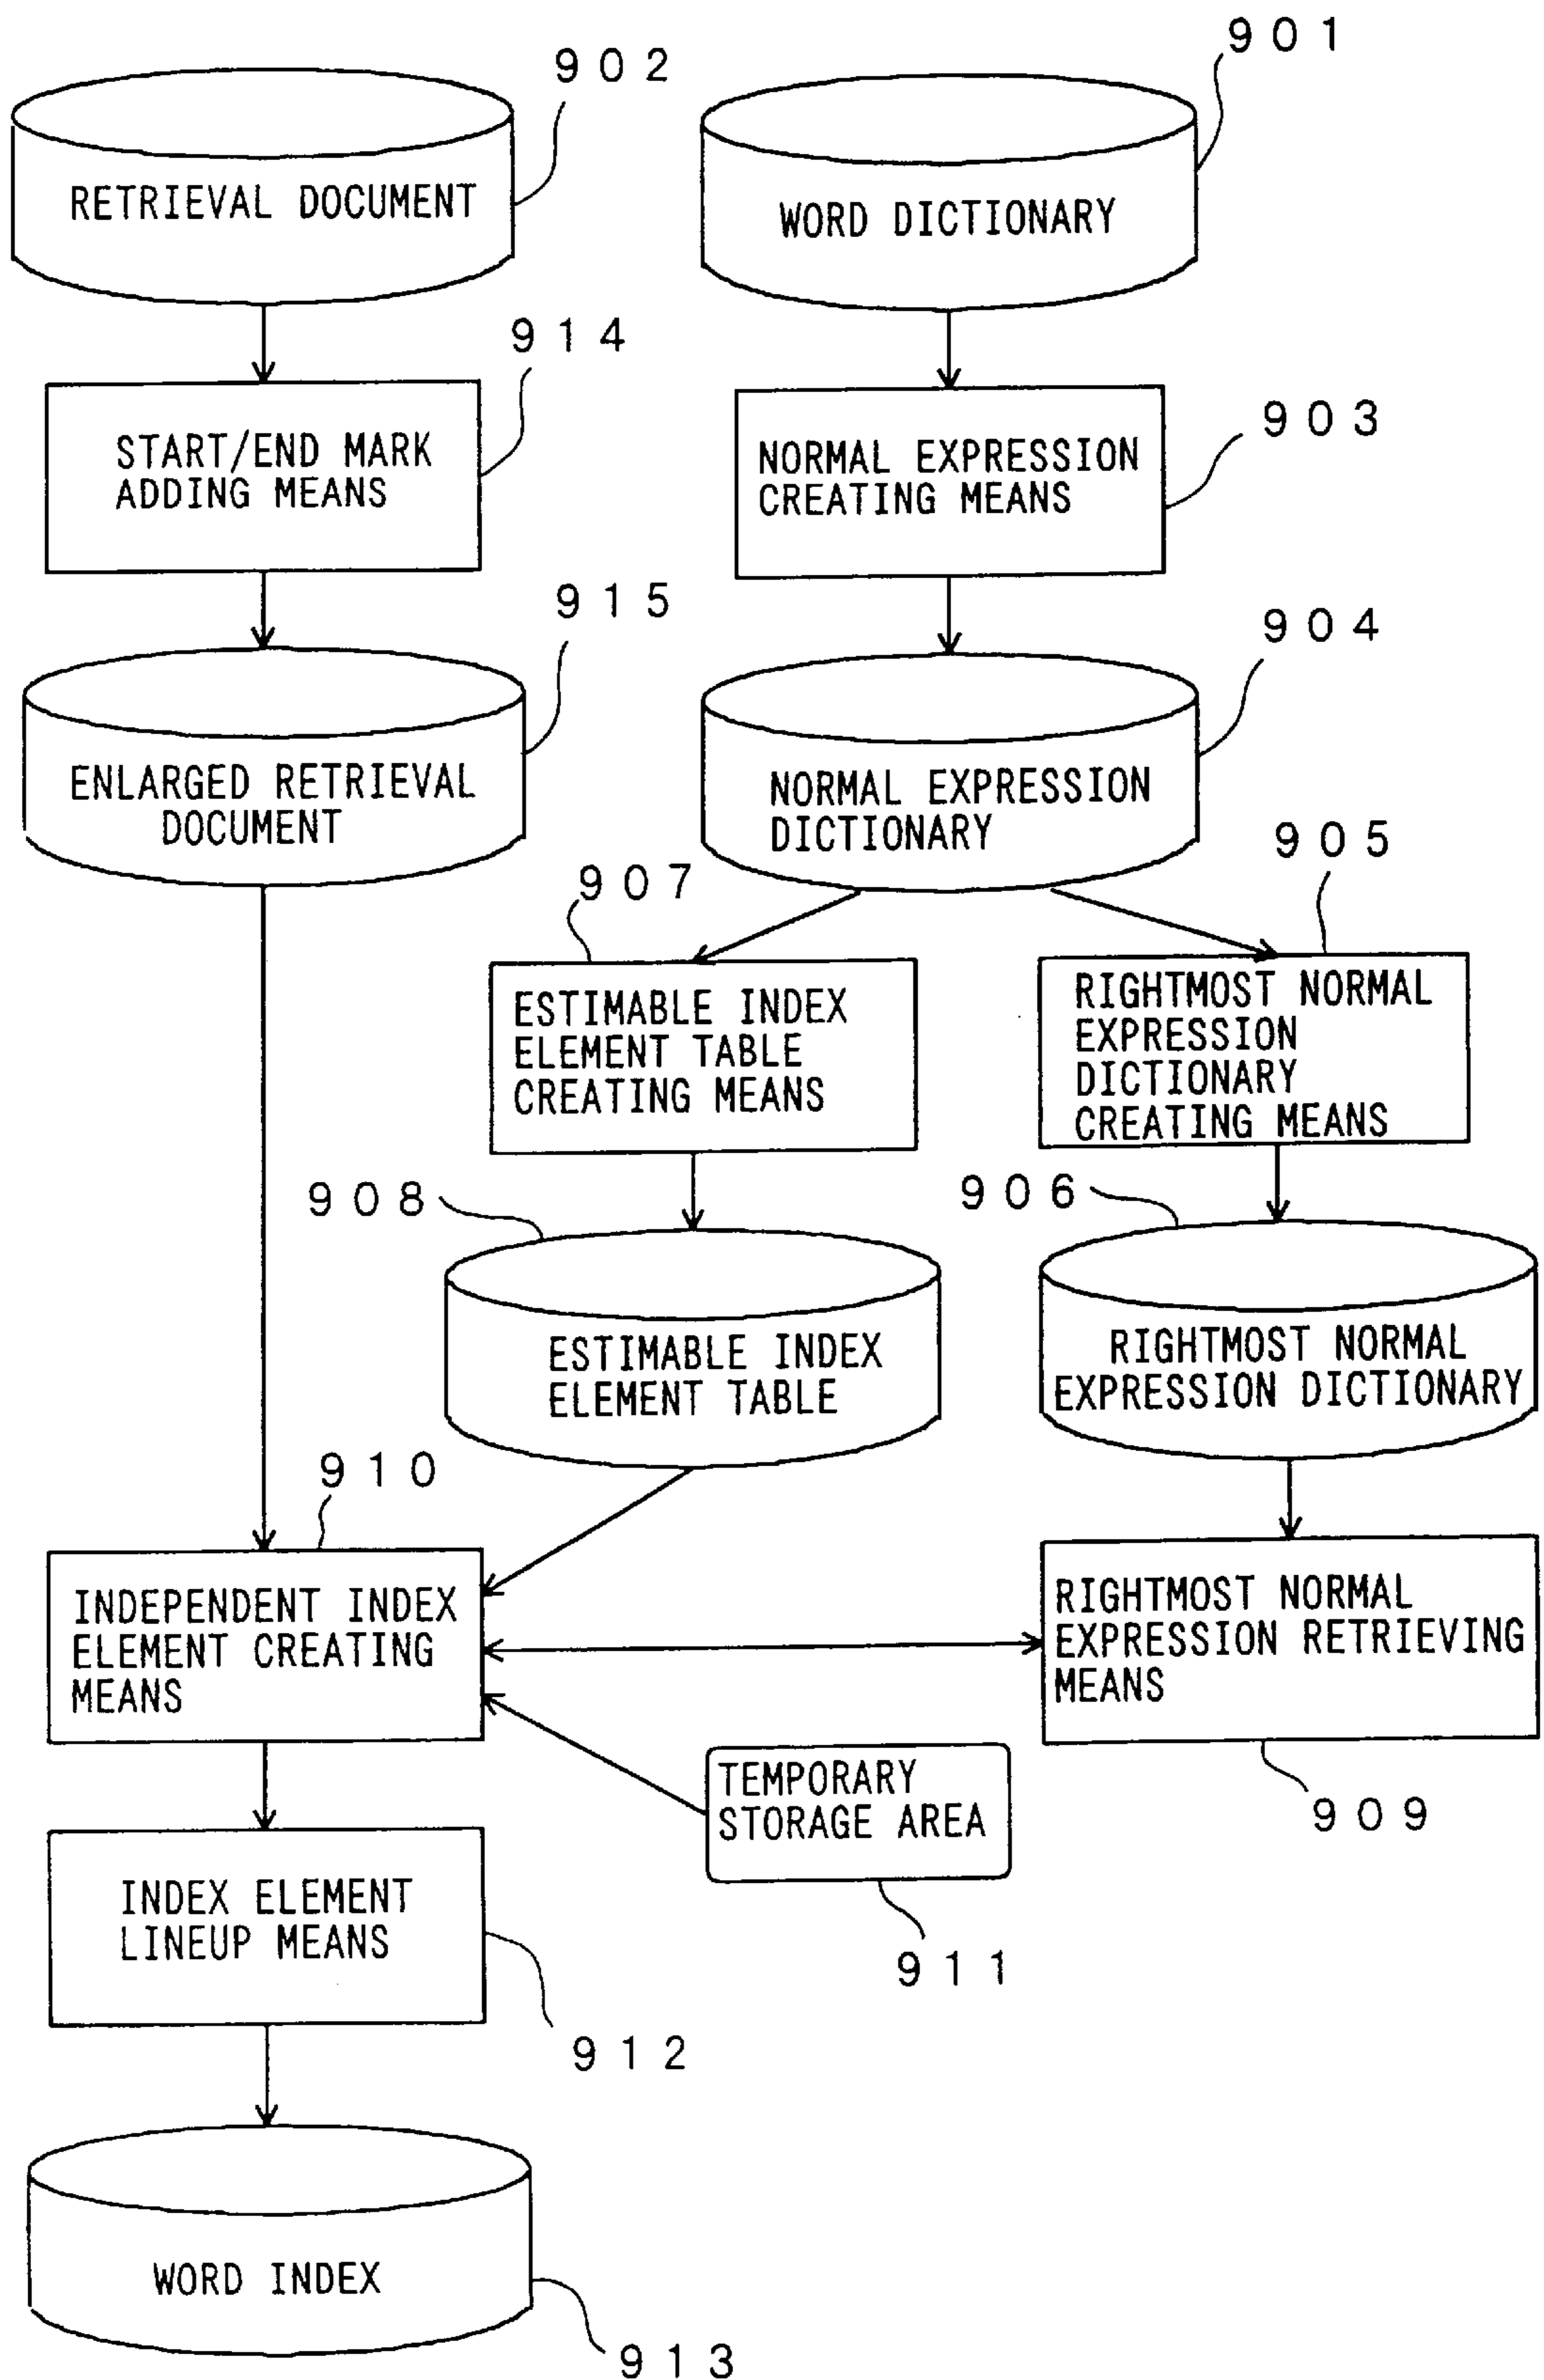 902
901
RETRIEVAL DOCUMENT
WORD DICTIONARY
914
903
START/END MARK
ADDING MEANS
NORMAL EXPRESSION
CREATING MEANS
915
904
ENLARGED RETRIEVAL
DOCUMENT
NORMAL EXPRESSION
DICTIONARY
907
905
ESTIMABLE INDEX
ELEMENT TABLE
CREATING MEANS
RIGHTMOST NORMAL
EXPRESSION
DICTIONARY
CREATING MEANS
908
906
ESTIMABLE INDEX
ELEMENT TABLE
RIGHTMOST NORMAL
EXPRESSION DICTIONARY
910
INDEPENDENT INDEX
ELEMENT CREATING
MEANS
RIGHTMOST NORMAL
EXPRESSION RETRIEVING
MEANS
TEMPORARY
STORAGE AREA
909
INDEX ELEMENT
LINEUP MEANS
911
912
WORD INDEX
913